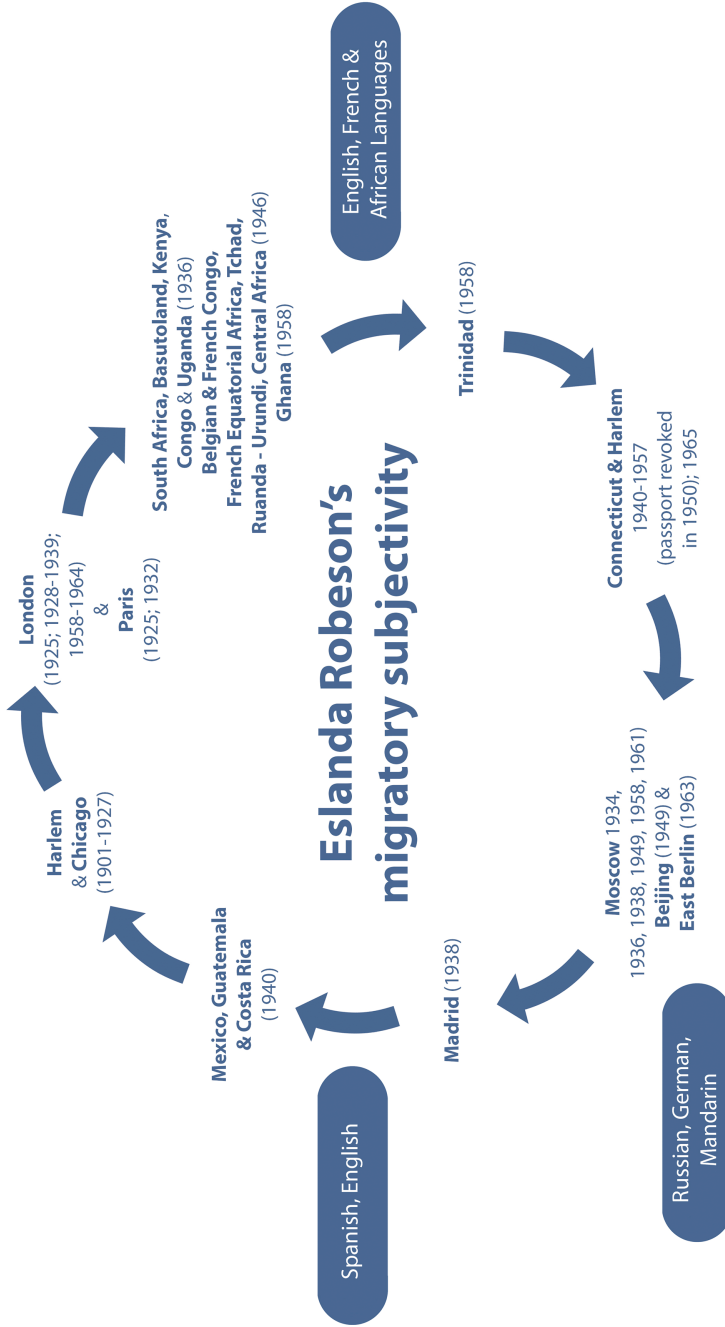 Eslanda Robeson's
migratory subjectivity
Harlem
& Chicago
(1901-1927)
London
(1925; 1928-1939;
1958-1964)
&
Paris
(1925; 1932)
South Africa, Basutoland, Kenya,
Congo & Uganda (1936)
Belgian & French Congo,
French Equatorial Africa, Tchad,
Ruanda - Urundi, Central Africa (1946)
Ghana (1958)
English, French &
African Languages
Trinidad (1958)
Connecticut & Harlem
1940-1957
(passport revoked
in 1950); 1965
Moscow 1934,
1936, 1938, 1949, 1958, 1961)
Beijing (1949) &
East Berlin (1963)
Russian, German,
Mandarin
Madrid (1938)
Spanish, English
Mexico, Guatemala
& Costa Rica
(1940)